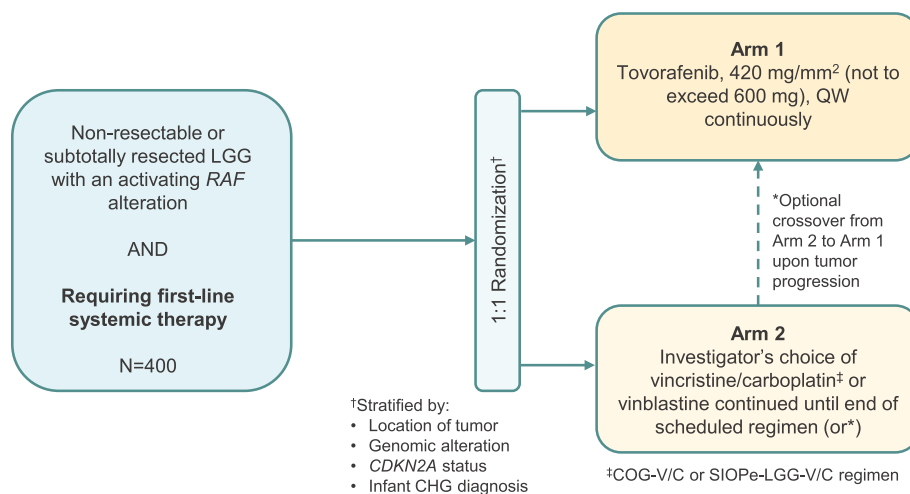 Non-resectable or
subtotally resected LGG
with an activating RAF
alteration
AND
Requiring first-line
systemic therapy
N=400
1:1 Randomization†
†Stratified by:
• Location of tumor
• Genomic alteration
• CDKN2A status
• Infant CHG diagnosis
Arm 1
Tovorafenib, 420 mg/mm² (not to
exceed 600 mg), QW
continuously
*Optional
crossover from
Arm 2 to Arm 1
upon tumor
progression
Arm 2
Investigator's choice of
vincristine/carboplatin‡ or
vinblastine continued until end of
scheduled regimen (or*)
‡COG-V/C or SIOPe-LGG-V/C regimen